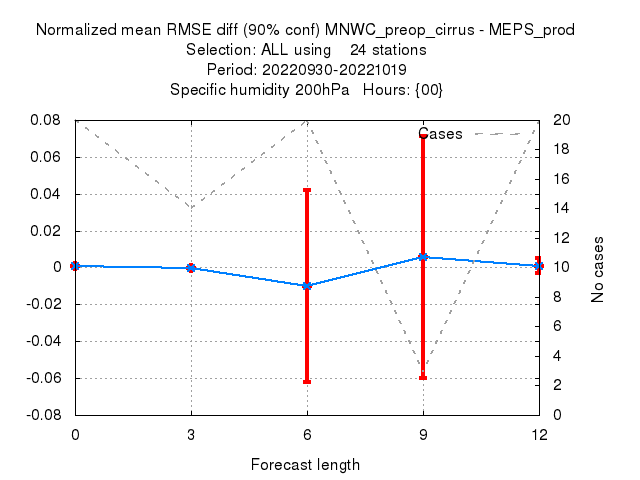 Normalized mean RMSE diff (90% conf) MNWC_preop_cirrus - MEPS_prod
Selection: ALL using 24 stations
Period: 20220930-20221019
Specific humidity 200hPa Hours: {00}
Cases
0.08
0.06
0.04
0.02
0
-0.02
-0.04
-0.06
-0.08
20
18
16
14
12
10
8
6
4
2
0
No cases
0 3 6 9 12
Forecast length